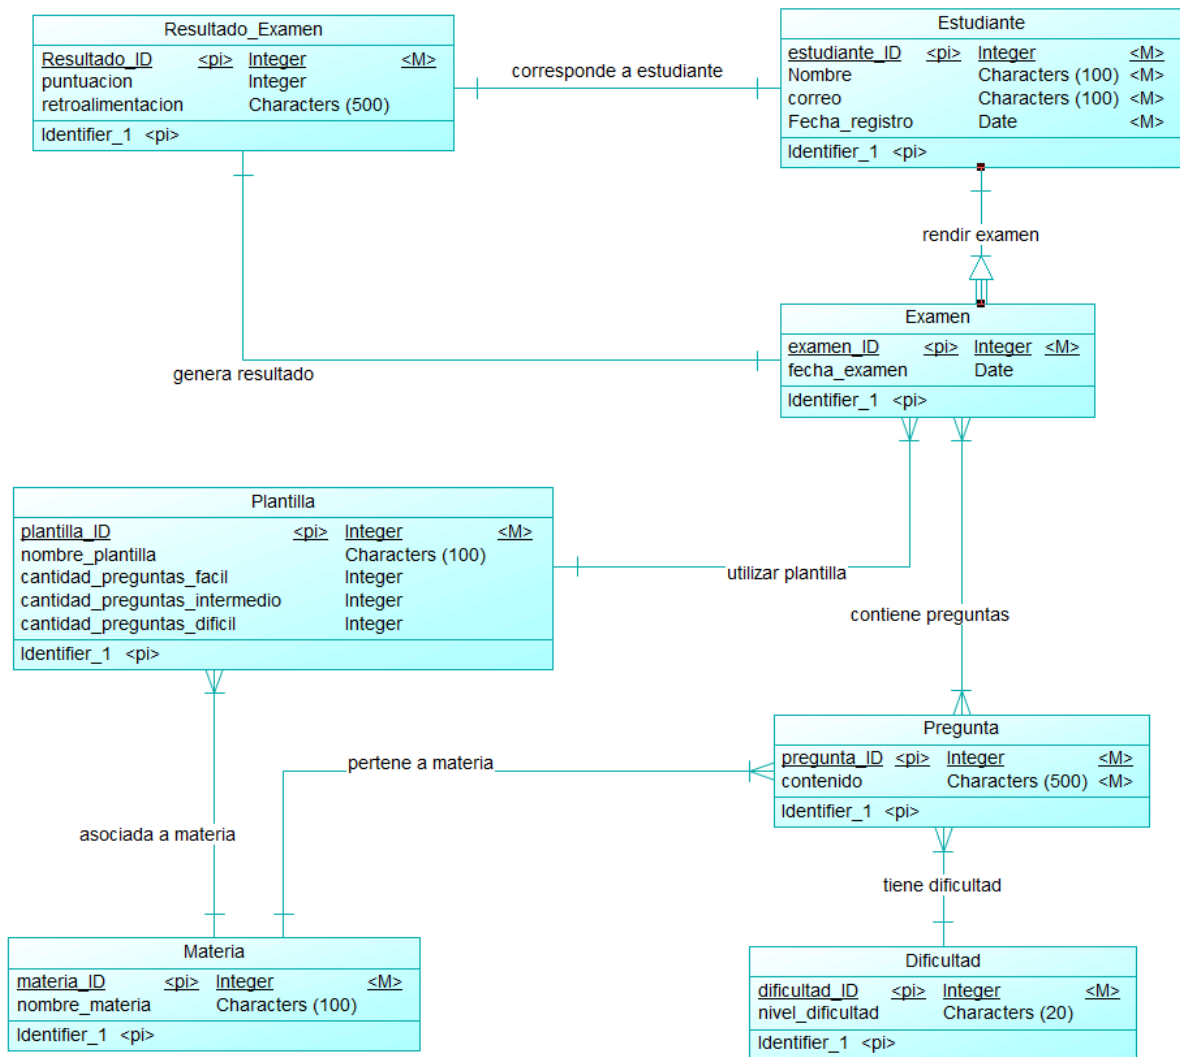 Resultado_Examen
Resultado_ID <pi> Integer <M>
puntuacion Integer
retroalimentacion Characters (500)
Identifier_1 <pi>
corresponde a estudiante
Estudiante
estudiante_ID <pi> Integer <M>
Nombre Characters (100) <M>
correo Characters (100) <M>
Fecha_registro Date <M>
Identifier_1 <pi>
rendir examen
genera resultado
Examen
examen_ID <pi> Integer <M>
fecha_examen Date
Identifier_1 <pi>
Plantilla
plantilla_ID <pi> Integer <M>
nombre_plantilla Characters (100)
cantidad_preguntas_facil Integer
cantidad_preguntas_intermedio Integer
cantidad_preguntas_dificil Integer
Identifier_1 <pi>
utilizar plantilla
contiene preguntas
Pregunta
pregunta_ID <pi> Integer <M>
contenido Characters (500) <M>
Identifier_1 <pi>
pertene a materia
asociada a materia
tiene dificultad
Materia
materia_ID <pi> Integer <M>
nombre_materia Characters (100)
Identifier_1 <pi>
Dificultad
dificultad_ID <pi> Integer <M>
nivel_dificultad Characters (20)
Identifier_1 <pi>